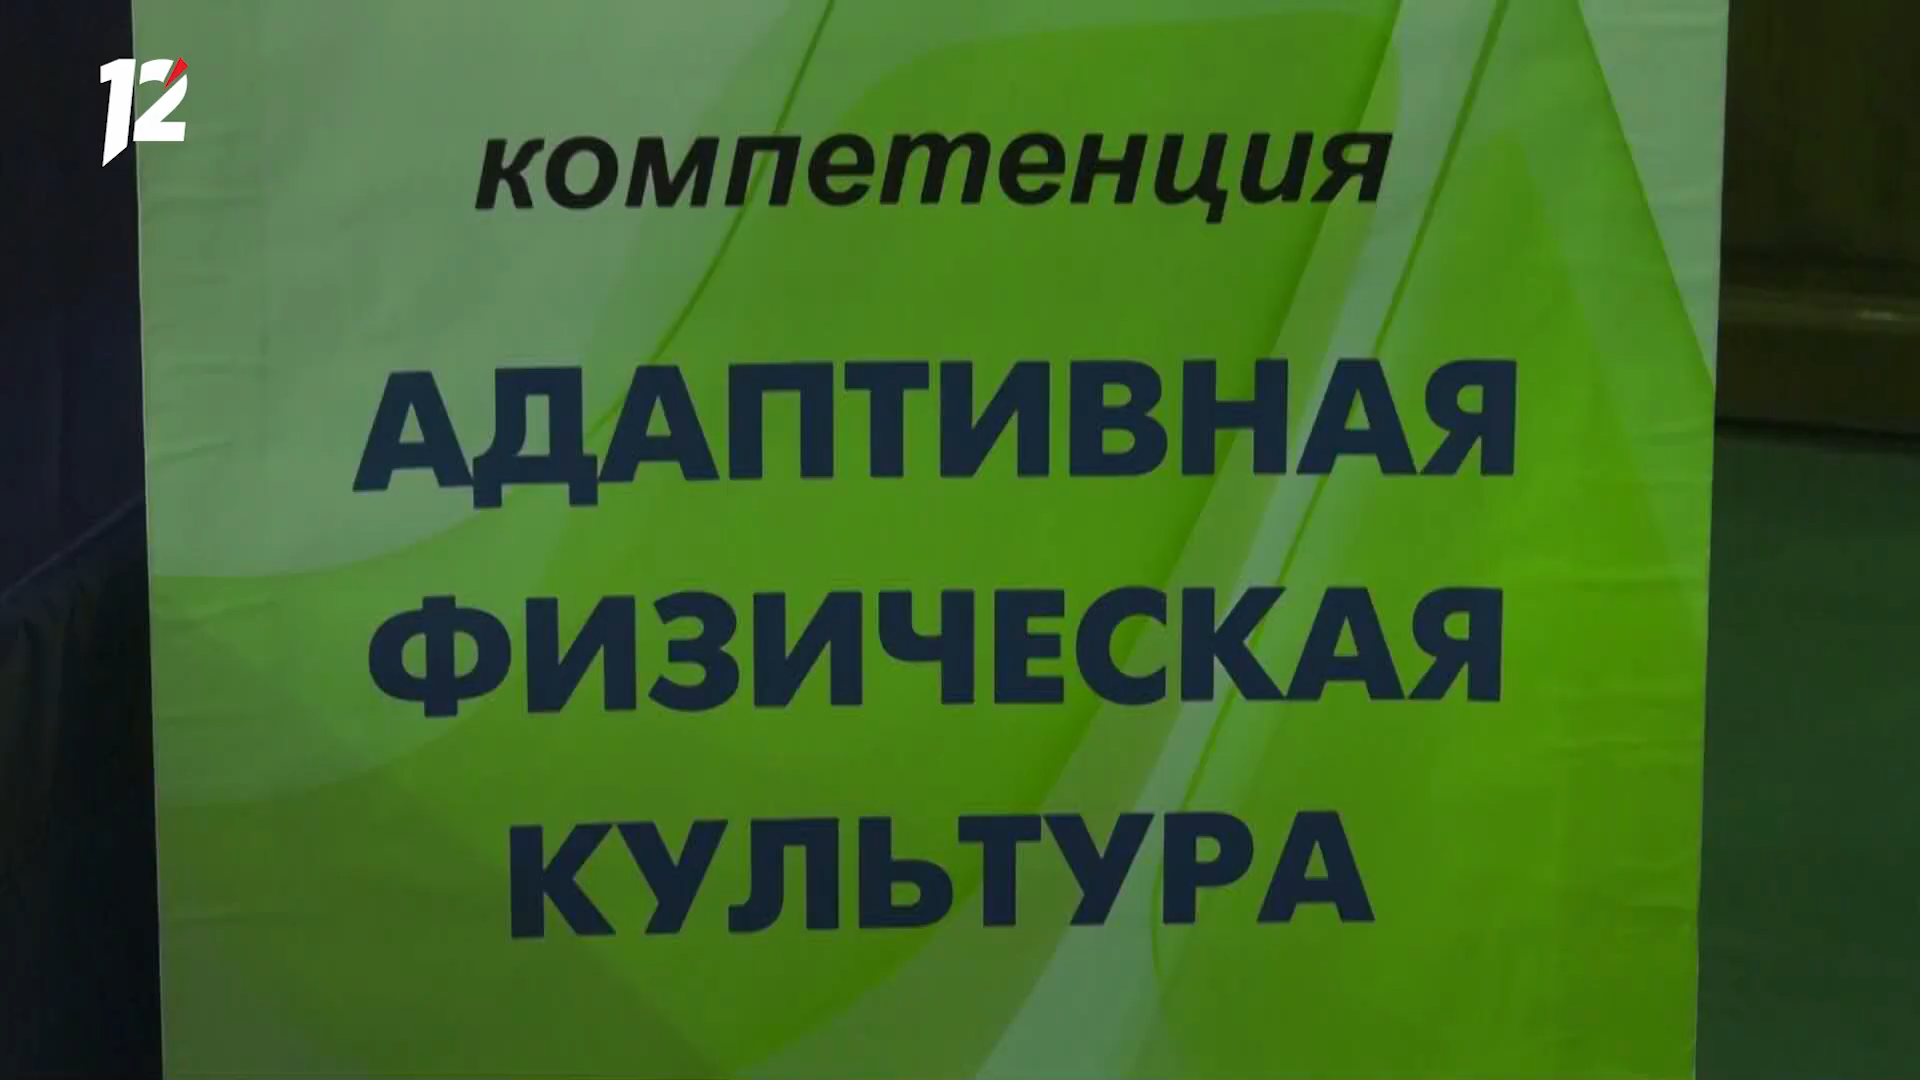 12
компетенция
АДАПТИВНАЯ
ФИЗИЧЕСКАЯ
КУЛЬТУРА